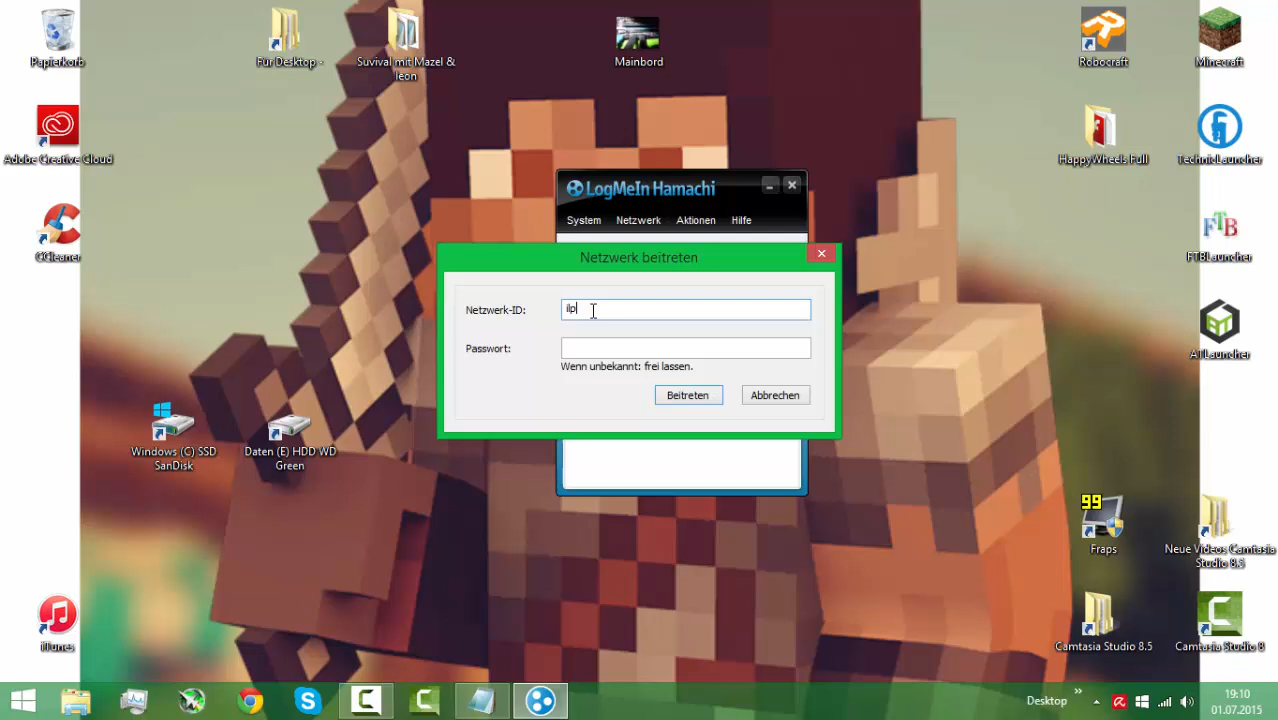 Papierkorb
Für Desktop -
Suvival mit Mazel &
leon
Mainbord
Robocraft
Minecraft
Adobe Creative Cloud
HappyWheels Full
TechnicLauncher
LogMeIn Hamachi
System Netzwerk Aktionen Hilfe
CCleaner
FTB
FTBLauncher
Netzwerk beitreten
Netzwerk-ID: ilp
Passwort:
Wenn unbekannt: frei lassen.
Beitreten Abbrechen
ATLauncher
Windows (C) SSD
SanDisk
Daten (E) HDD WD
Green
99
Fraps
Neue Videos Camtasia
Studio 8.5
iTunes
Camtasia Studio 8.5
Camtasia Studio 8
Desktop
19:10
01.07.2015